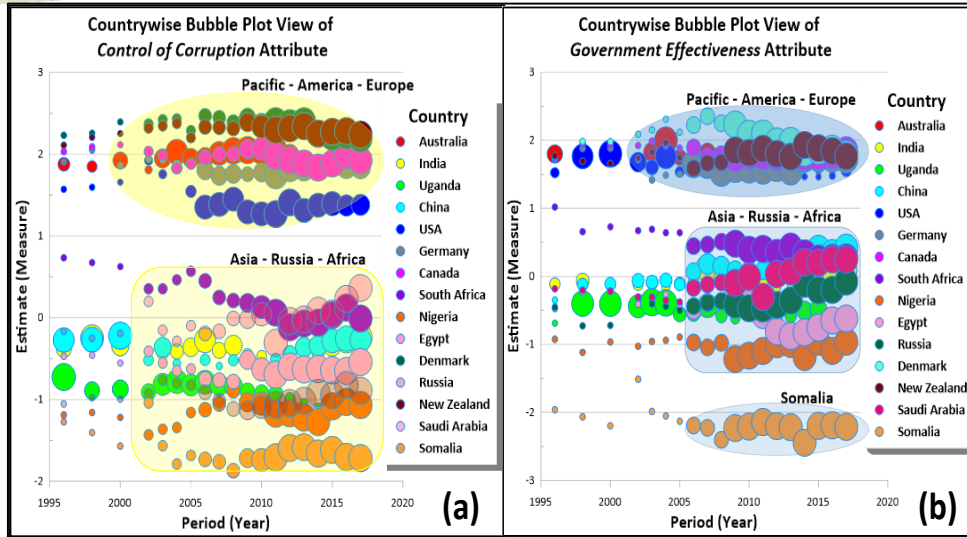 Countrywise Bubble Plot View of
Control of Corruption Attribute
Pacific - America - Europe
Asia - Russia - Africa
Estimate (Measure)
3
2
1
0
-1
-2
1995
2000
2005
2010
2015
2020
Period (Year)
Country
Australia
India
Uganda
China
USA
Germany
Canada
South Africa
Nigeria
Egypt
Denmark
Russia
New Zealand
Saudi Arabia
Somalia
(a)
Countrywise Bubble Plot View of
Government Effectiveness Attribute
Pacific - America - Europe
Asia - Russia - Africa
Somalia
Estimate (Measure)
3
2
1
0
-1
-2
-3
1995
2000
2005
2010
2015
2020
Period (Year)
Country
Australia
India
Uganda
China
USA
Germany
Canada
South Africa
Nigeria
Egypt
Russia
Denmark
New Zealand
Saudi Arabia
Somalia
(b)